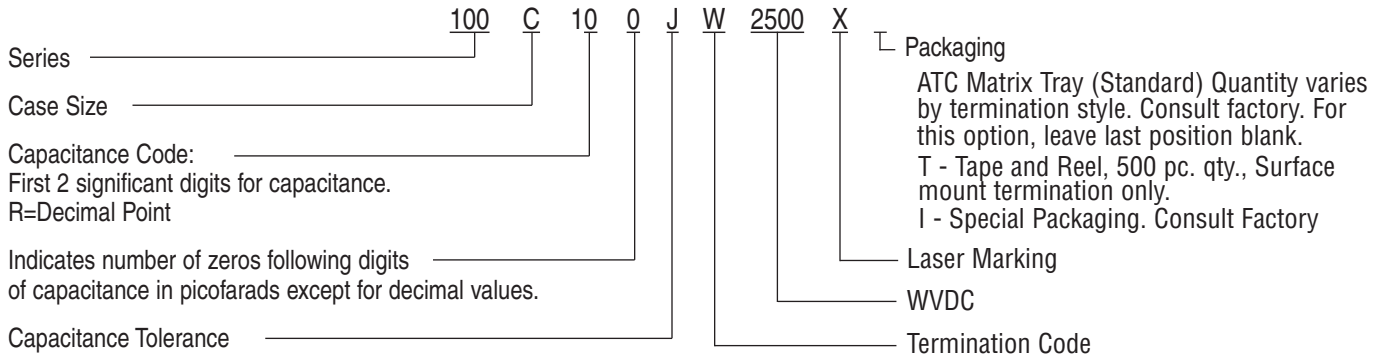 100 C 10 0 J W 2500 X
Series
Case Size
Capacitance Code:
First 2 significant digits for capacitance.
R=Decimal Point
Indicates number of zeros following digits
of capacitance in picofarads except for decimal values.
Capacitance Tolerance
Packaging
ATC Matrix Tray (Standard) Quantity varies
by termination style. Consult factory. For
this option, leave last position blank.
T - Tape and Reel, 500 pc. qty., Surface
mount termination only.
I - Special Packaging. Consult Factory
Laser Marking
WVDC
Termination Code